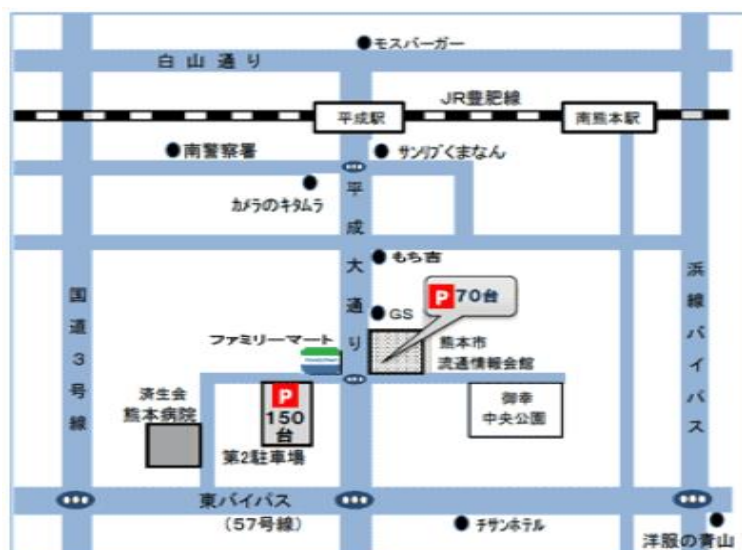 モスバーガー
白山通り
JR豊肥線
平成駅
南熊本駅
南警察署
サンリブくまなん
カメラのキタムラ
平成大通り
もち吉
国道3号線
浜線バイパス
P70台
GS
ファミリーマート
熊本市
流通情報会館
済生会
熊本病院
P
150
台
第2駐車場
御幸
中央公園
東バイパス
(57号線)
チサンホテル
洋服の青山